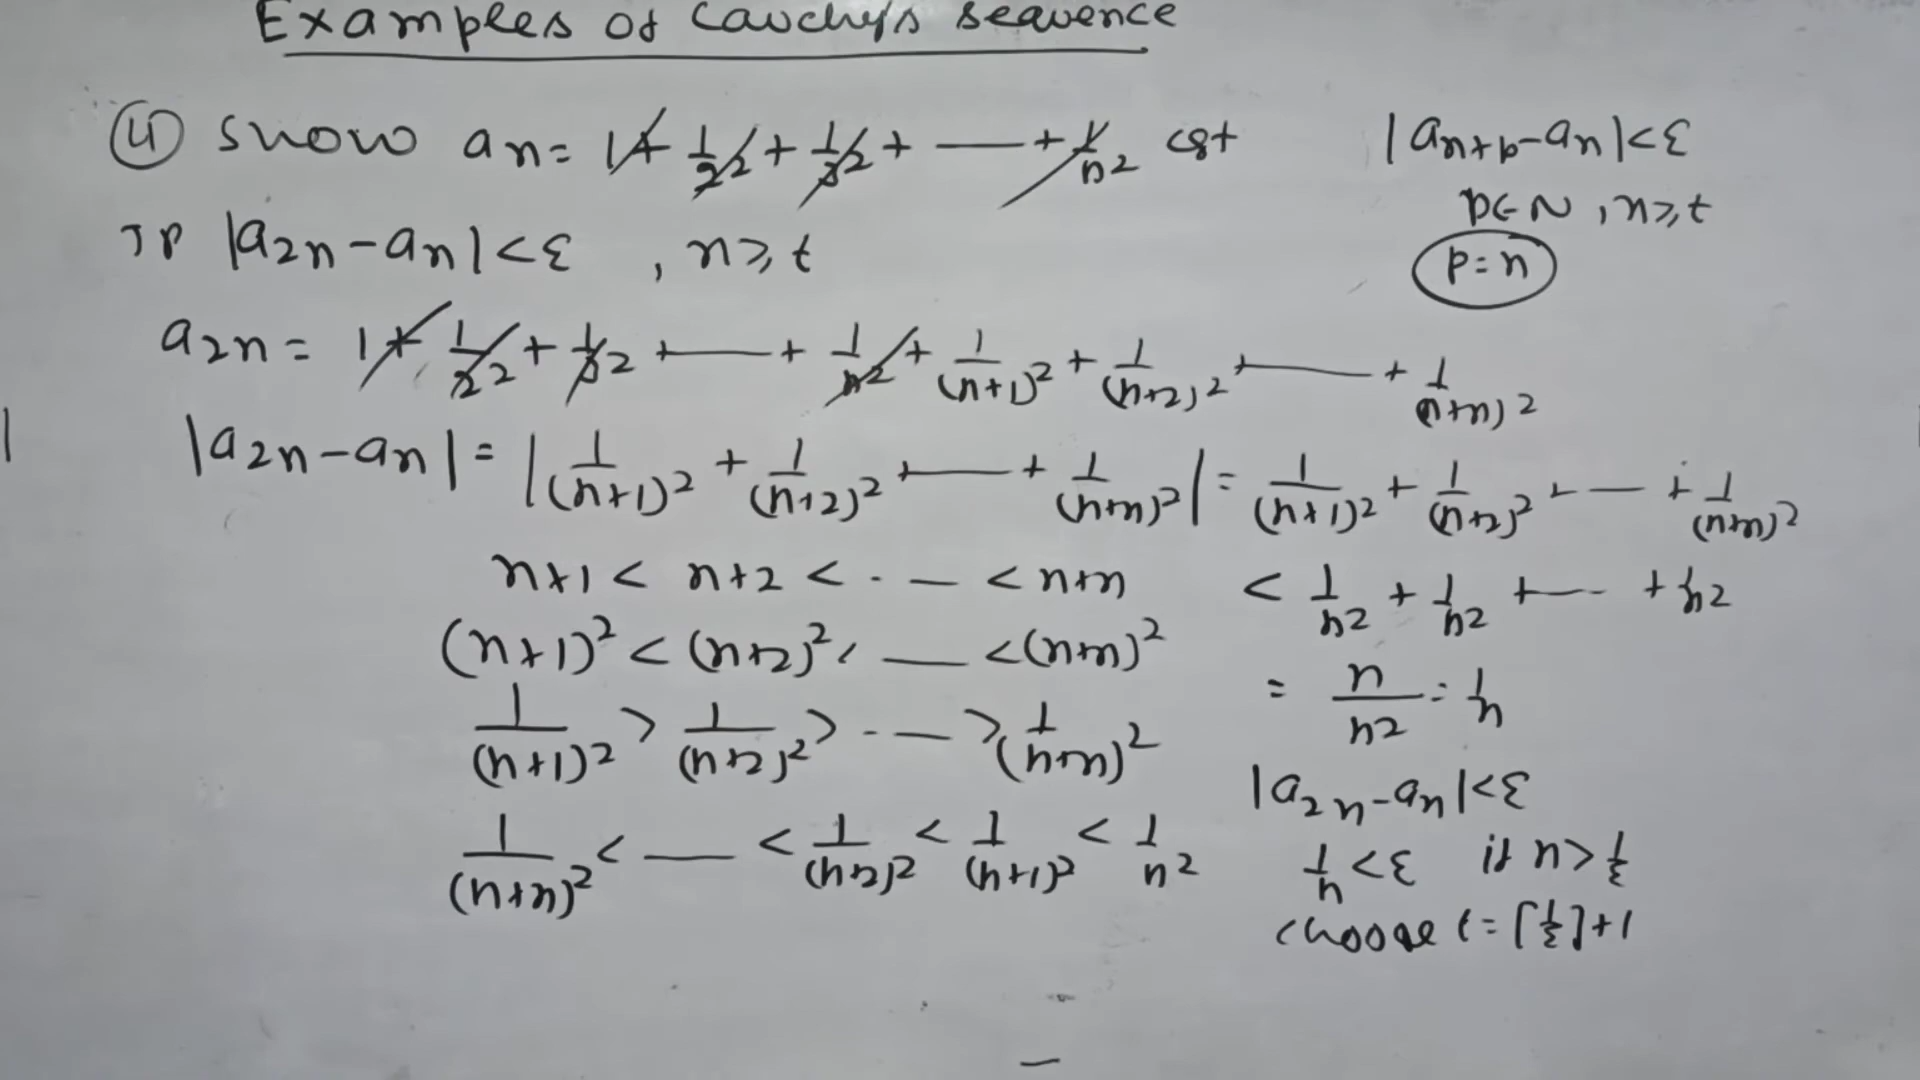 Examples of Cauchy's sequence
④ Show an = 1 + 1/2² + 1/3² + — + 1/n² cgt
|an+p - an| < ε
p ∈ N, n ≥ t
p = n
TP |a2n - an| < ε , n ≥ t
a2n = 1 + 1/2² + 1/3² + — + 1/n² + 1/(n+1)² + 1/(n+2)² + — + 1/(n+n)²
|a2n - an| = |1/(n+1)² + 1/(n+2)² + — + 1/(n+n)²| = 1/(n+1)² + 1/(n+2)² + — + 1/(n+n)²
n+1 < n+2 < - — < n+n
(n+1)² < (n+2)² < — < (n+n)²
1/(n+1)² > 1/(n+2)² > - — > 1/(n+n)²
1/(n+n)² < — < 1/(n+2)² < 1/(n+1)² < 1/n²
< 1/n² + 1/n² + — + 1/n²
= n/n² = 1/n
|a2n - an| < ε
1/n < ε if n > 1/ε
choose t = [1/ε] + 1